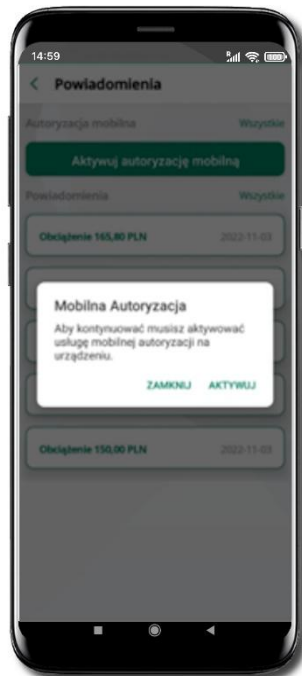 14:59
Powiadomienia
Autoryzacja mobilna Wszystkie
Aktywuj autoryzację mobilną
Powiadomienia Wszystkie
Obciążenie 165,80 PLN 2022-11-03
Mobilna Autoryzacja
Aby kontynuować musisz aktywować
usługę mobilnej autoryzacji na
urządzeniu.
ZAMKNIJ AKTYWUJ
Obciążenie 150,00 PLN 2022-11-03